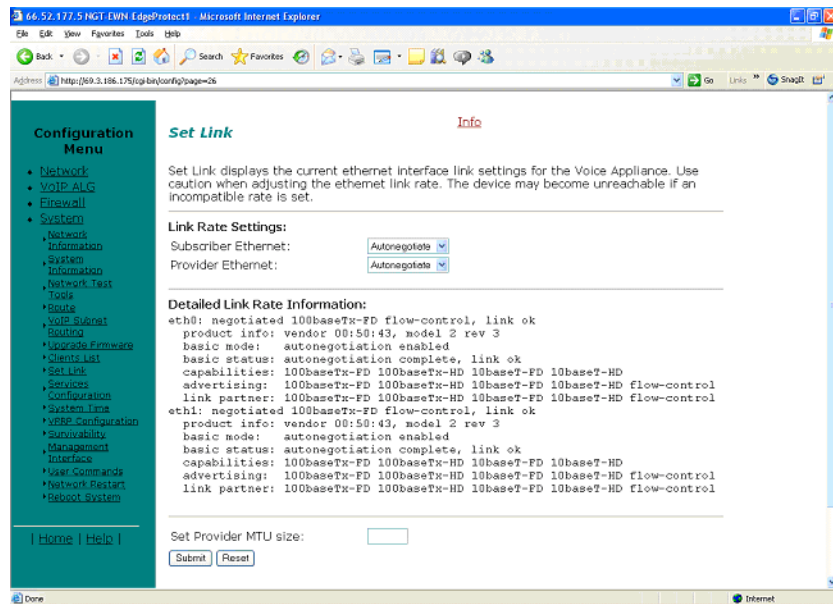 66.52.177.5 NGT-EWN-EdgeProtect1 - Microsoft Internet Explorer
File Edit View Favorites Tools Help
Back Search Favorites
Address http://69.3.186.175/cgi-bin/config?page=26 Go Links » SnagIt
Configuration Menu
Network
VoIP ALG
Firewall
System
Network Information
System Information
Network Test Tools
Route
VoIP Subnet Routing
Upgrade Firmware
Clients List
Set Link
Services Configuration
System Time
VRRP Configuration
Survivability
Management Interface
User Commands
Network Restart
Reboot System
| Home | Help |
Set Link
Info
Set Link displays the current ethernet interface link settings for the Voice Appliance. Use
caution when adjusting the ethernet link rate. The device may become unreachable if an
incompatible rate is set.
Link Rate Settings:
Subscriber Ethernet: Autonegotiate
Provider Ethernet: Autonegotiate
Detailed Link Rate Information:
eth0: negotiated 100baseTx-FD flow-control, link ok
product info: vendor 00:50:43, model 2 rev 3
basic mode: autonegotiation enabled
basic status: autonegotiation complete, link ok
capabilities: 100baseTx-FD 100baseTx-HD 10baseT-FD 10baseT-HD
advertising: 100baseTx-FD 100baseTx-HD 10baseT-FD 10baseT-HD flow-control
link partner: 100baseTx-FD 100baseTx-HD 10baseT-FD 10baseT-HD flow-control
eth1: negotiated 100baseTx-FD flow-control, link ok
product info: vendor 00:50:43, model 2 rev 3
basic mode: autonegotiation enabled
basic status: autonegotiation complete, link ok
capabilities: 100baseTx-FD 100baseTx-HD 10baseT-FD 10baseT-HD
advertising: 100baseTx-FD 100baseTx-HD 10baseT-FD 10baseT-HD flow-control
link partner: 100baseTx-FD 100baseTx-HD 10baseT-FD 10baseT-HD flow-control
Set Provider MTU size:
Submit Reset
Done Internet